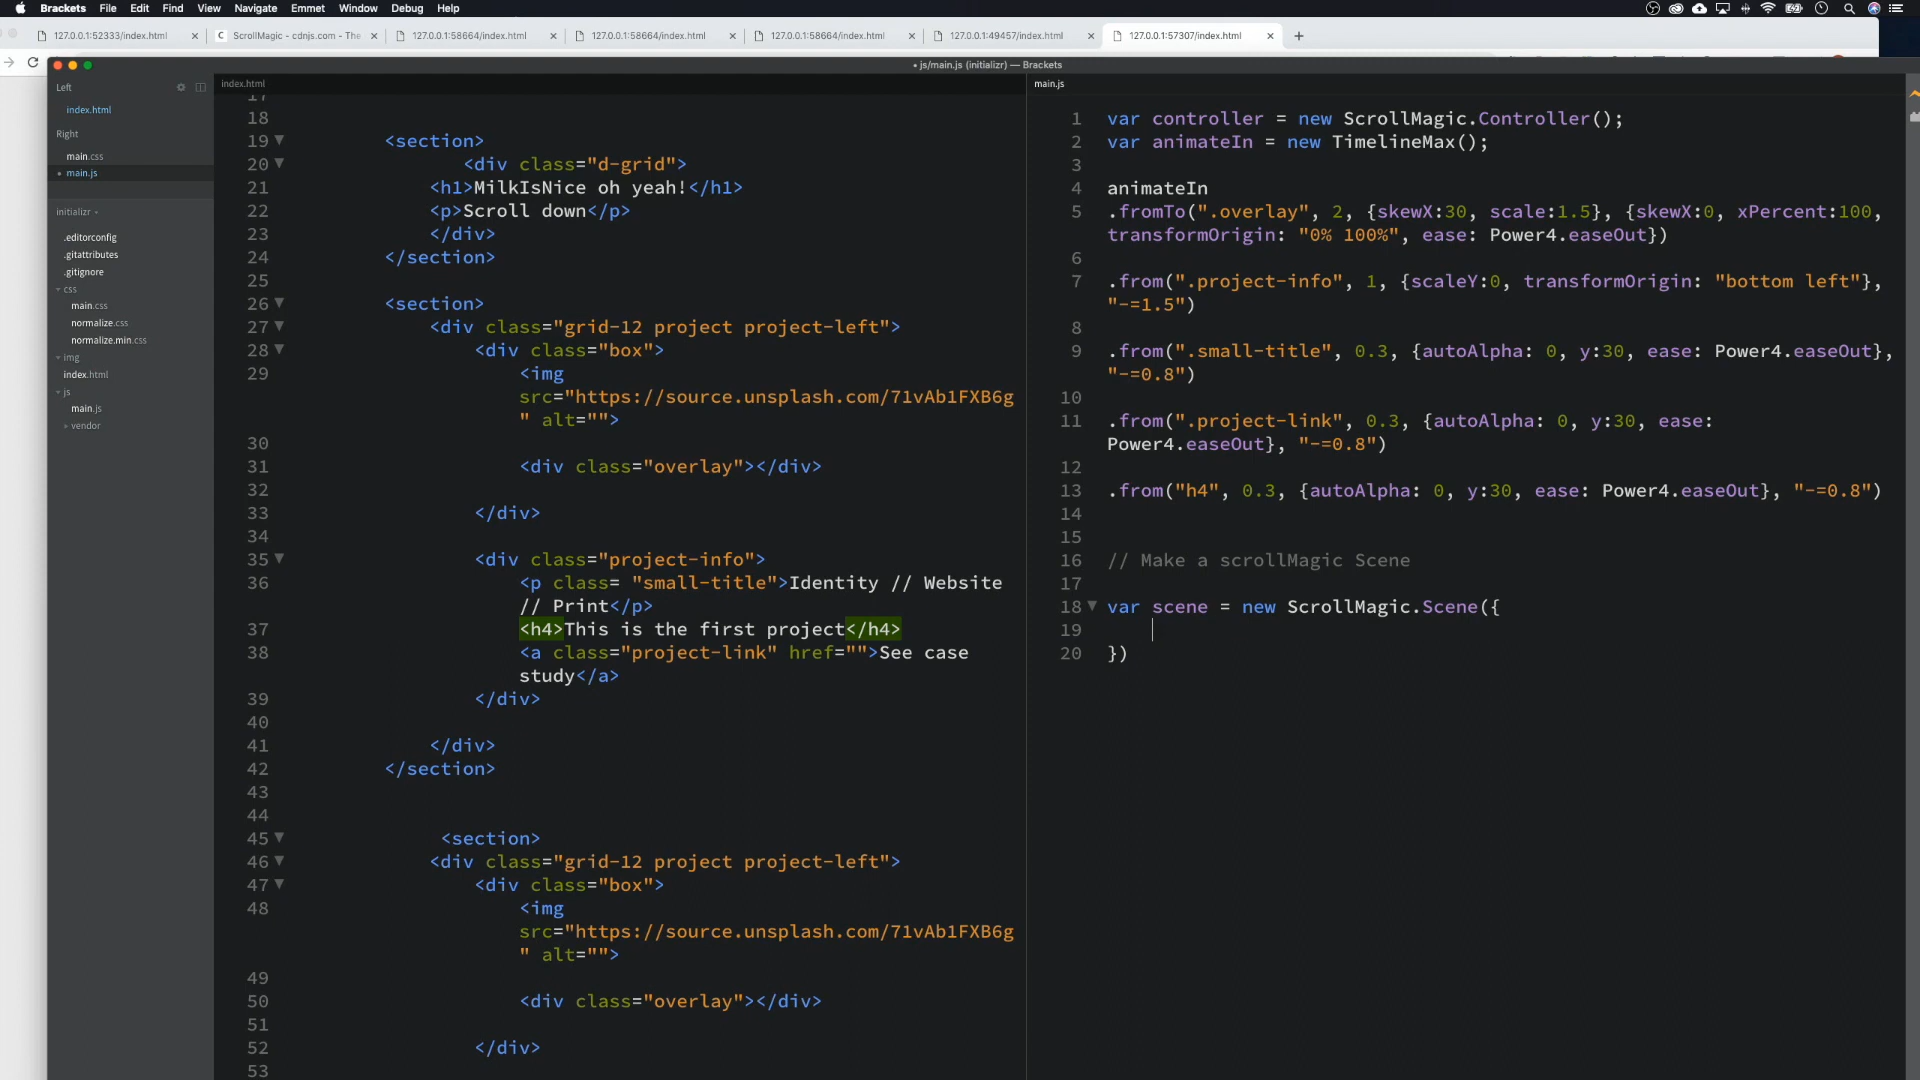 Brackets File Edit Find View Navigate Emmet Window Debug Help
127.0.0.1:52333/index.html
ScrollMagic - cdnjs.com - The
127.0.0.1:58664/index.html
127.0.0.1:58664/index.html
127.0.0.1:58664/index.html
127.0.0.1:49457/index.html
127.0.0.1:57307/index.html
• js/main.js (initializr) — Brackets
Left
index.html
Right
main.css
main.js
initializr
.editorconfig
.gitattributes
.gitignore
css
main.css
normalize.css
normalize.min.css
img
index.html
js
main.js
vendor
index.html
17
18
19 <section>
20 <div class="d-grid">
21 <h1>MilkIsNice oh yeah!</h1>
22 <p>Scroll down</p>
23 </div>
24 </section>
25
26 <section>
27 <div class="grid-12 project project-left">
28 <div class="box">
29 <img
src="https://source.unsplash.com/71vAb1FXB6g
" alt="">
30
31 <div class="overlay"></div>
32
33 </div>
34
35 <div class="project-info">
36 <p class= "small-title">Identity // Website
// Print</p>
37 <h4>This is the first project</h4>
38 <a class="project-link" href="">See case
study</a>
39 </div>
40
41 </div>
42 </section>
43
44
45 <section>
46 <div class="grid-12 project project-left">
47 <div class="box">
48 <img
src="https://source.unsplash.com/71vAb1FXB6g
" alt="">
49
50 <div class="overlay"></div>
51
52 </div>
53
main.js
1 var controller = new ScrollMagic.Controller();
2 var animateIn = new TimelineMax();
3
4 animateIn
5 .fromTo(".overlay", 2, {skewX:30, scale:1.5}, {skewX:0, xPercent:100,
transformOrigin: "0% 100%", ease: Power4.easeOut})
6
7 .from(".project-info", 1, {scaleY:0, transformOrigin: "bottom left"},
"-=1.5")
8
9 .from(".small-title", 0.3, {autoAlpha: 0, y:30, ease: Power4.easeOut},
"-=0.8")
10
11 .from(".project-link", 0.3, {autoAlpha: 0, y:30, ease:
Power4.easeOut}, "-=0.8")
12
13 .from("h4", 0.3, {autoAlpha: 0, y:30, ease: Power4.easeOut}, "-=0.8")
14
15
16 // Make a scrollMagic Scene
17
18 var scene = new ScrollMagic.Scene({
19
20 })